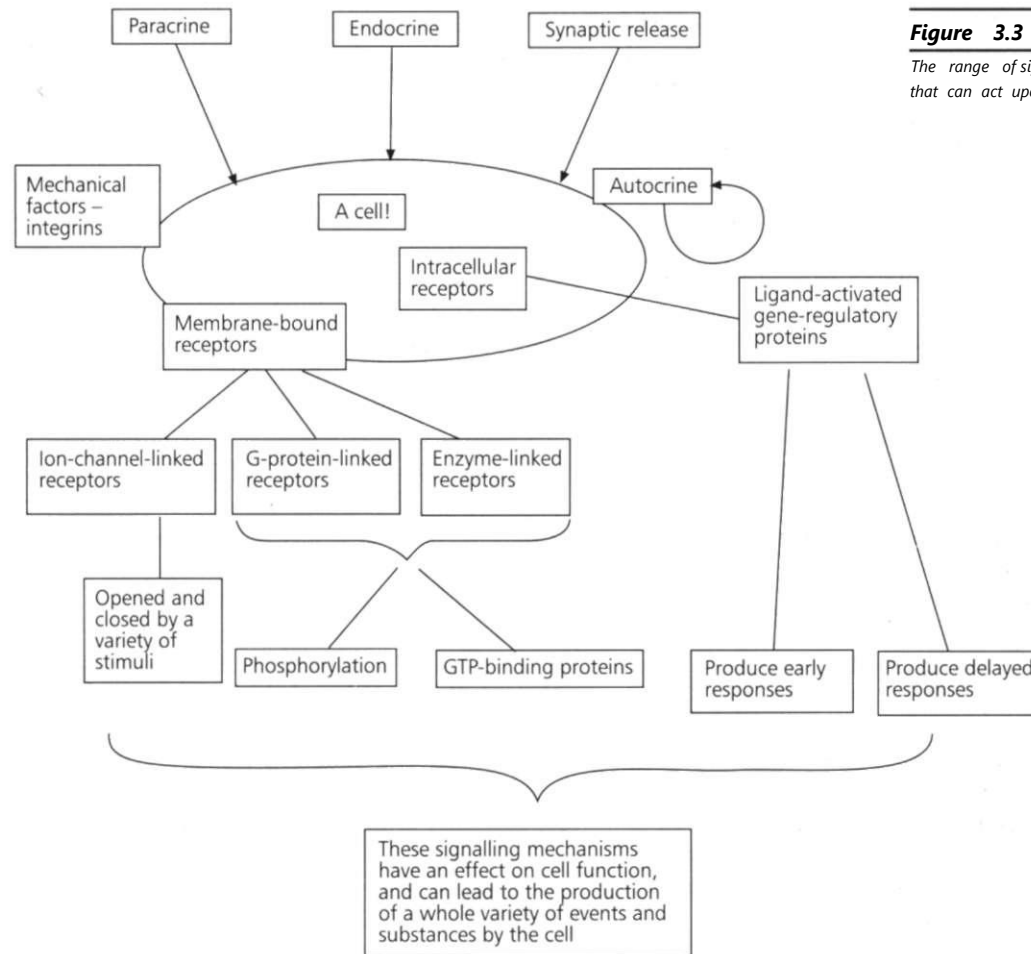 Paracrine
Endocrine
Synaptic release
Figure 3.3
The range of
that can act
Mechanical
factors –
integrins
A cell!
Autocrine
Intracellular
receptors
Ligand-activated
gene-regulatory
proteins
Membrane-bound
receptors
Ion-channel-linked
receptors
G-protein-linked
receptors
Enzyme-linked
receptors
Opened and
closed by a
variety of
stimuli
Phosphorylation
GTP-binding proteins
Produce early
responses
Produce delayed
responses
These signalling mechanisms
have an effect on cell function,
and can lead to the production
of a whole variety of events and
substances by the cell